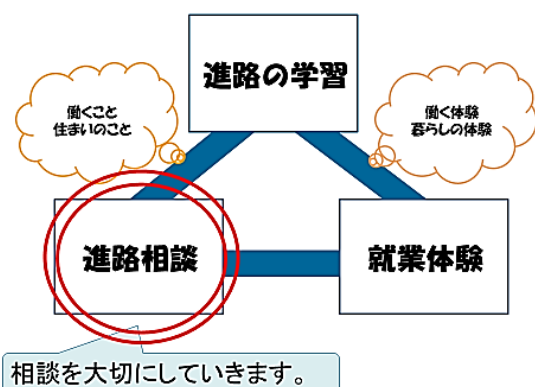 進路の学習
働くこと
住まいのこと
働く体験
暮らしの体験
進路相談
就業体験
相談を大切にしていきます。